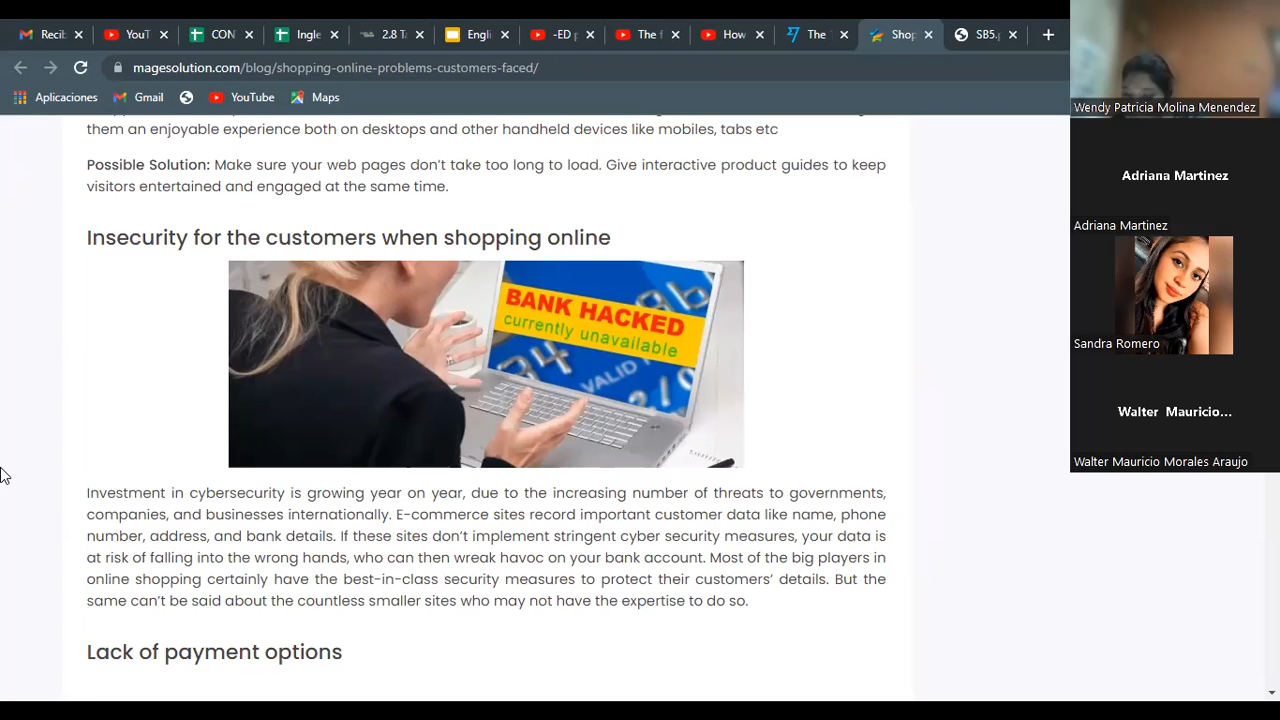 Recib
YouT
CON
Ingle
2.8 Ta
Engli
-ED p
The f
How
The
Shop
SB5.p
magesolution.com/blog/shopping-online-problems-customers-faced/
Aplicaciones
Gmail
YouTube
Maps
them an enjoyable experience both on desktops and other handheld devices like mobiles, tabs etc
Possible Solution: Make sure your web pages don't take too long to load. Give interactive product guides to keep
visitors entertained and engaged at the same time.
Insecurity for the customers when shopping online
BANK HACKED
currently unavailable
VALID
Investment in cybersecurity is growing year on year, due to the increasing number of threats to governments,
companies, and businesses internationally. E-commerce sites record important customer data like name, phone
number, address, and bank details. If these sites don't implement stringent cyber security measures, your data is
at risk of falling into the wrong hands, who can then wreak havoc on your bank account. Most of the big players in
online shopping certainly have the best-in-class security measures to protect their customers' details. But the
same can't be said about the countless smaller sites who may not have the expertise to do so.
Lack of payment options
Wendy Patricia Molina Menendez
Adriana Martinez
Adriana Martinez
Sandra Romero
Walter Mauricio...
Walter Mauricio Morales Araujo